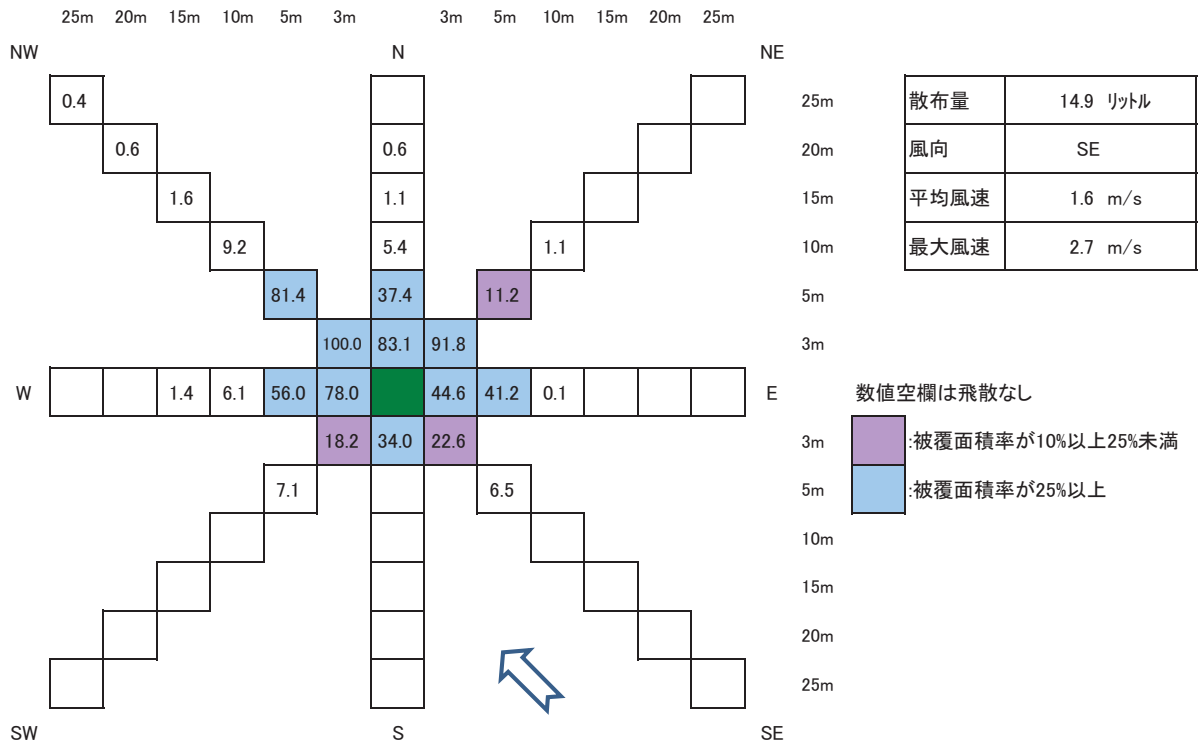 25m 20m 15m 10m 5m 3m 3m 5m 10m 15m 20m 25m
NW N NE
0.4 25m
0.6 0.6 20m
1.6 1.1 15m
9.2 5.4 1.1 10m
81.4 37.4 11.2 5m
100.0 83.1 91.8 3m
W 1.4 6.1 56.0 78.0 44.6 41.2 0.1 E
18.2 34.0 22.6 3m
7.1 6.5 5m
10m
15m
20m
25m
SW S SE
散布量 14.9 リットル
風向 SE
平均風速 1.6 m/s
最大風速 2.7 m/s
数値空欄は飛散なし
:被覆面積率が10%以上25%未満
:被覆面積率が25%以上